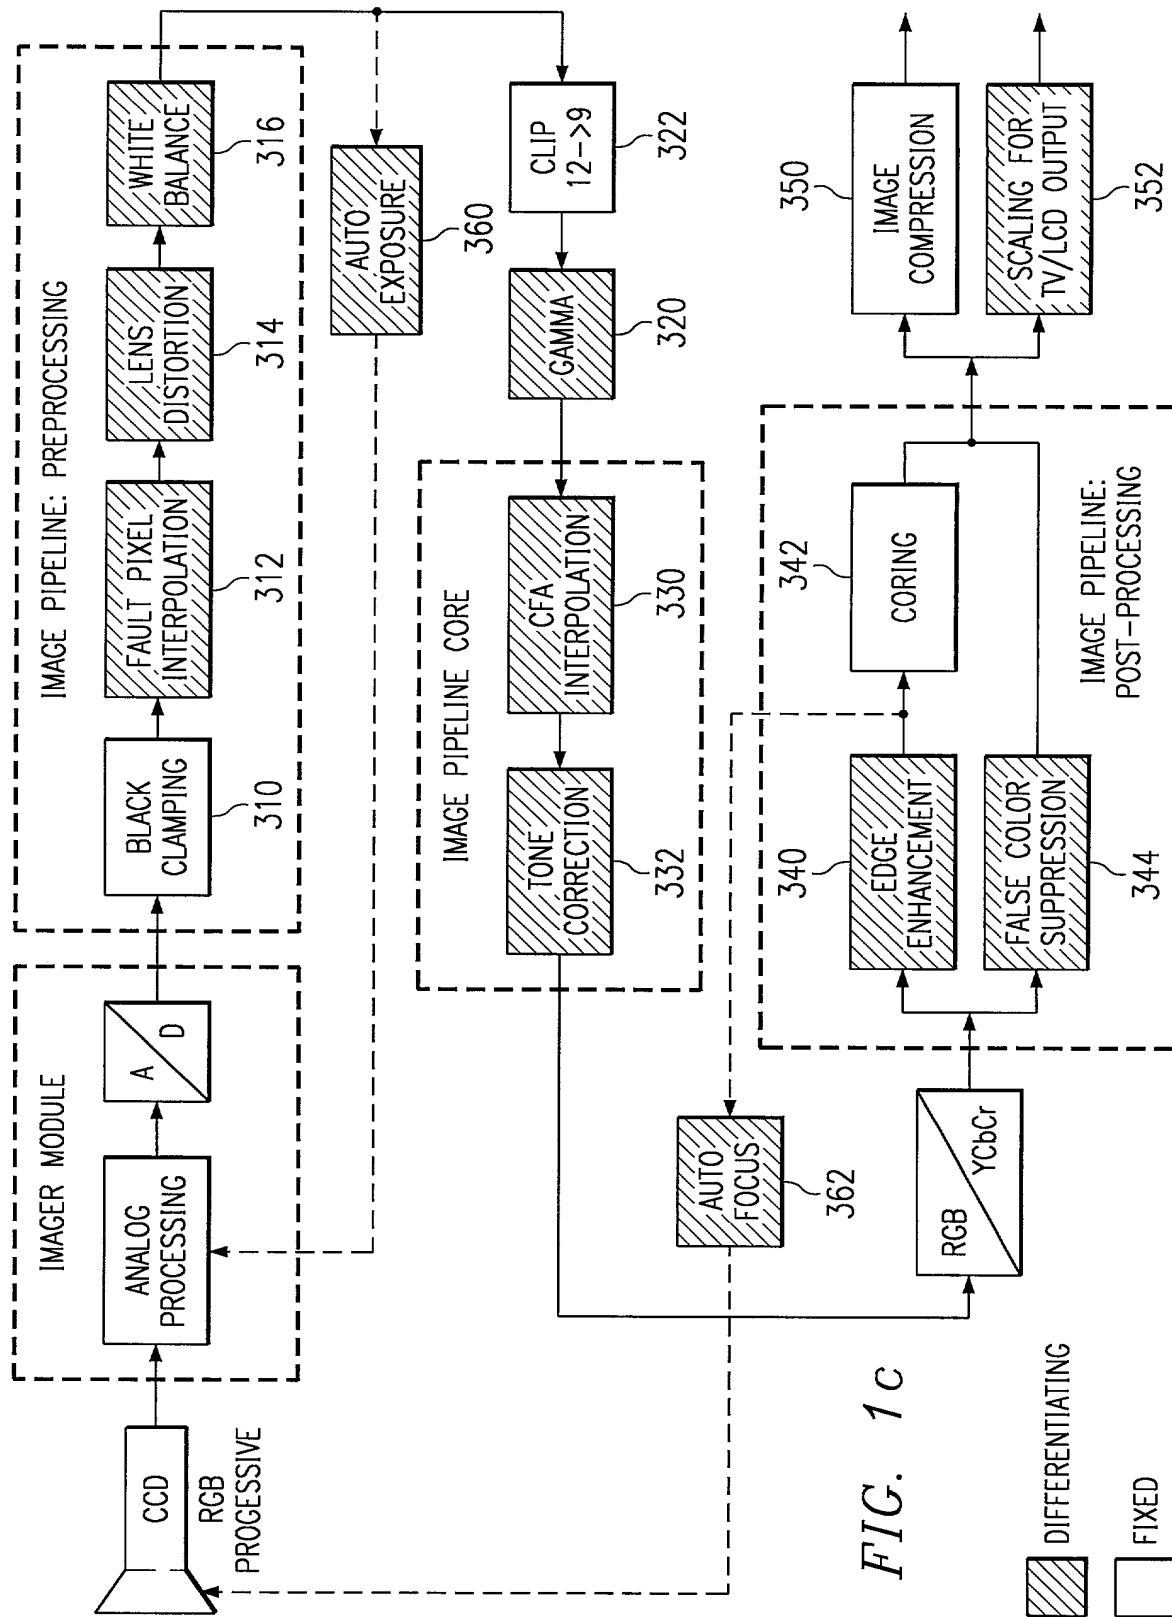 IMAGER MODULE
IMAGE PIPELINE: PREPROCESSING
CCD
RGB
PROGESSIVE
ANALOG
PROCESSING
A
D
BLACK
CLAMPING
310
FAULT PIXEL
INTERPOLATION
312
LENS
DISTORTION
314
WHITE
BALANCE
316
AUTO
EXPOSURE
360
CLIP
12->9
322
GAMMA
320
IMAGE PIPELINE CORE
CFA
INTERPOLATION
330
TONE
CORRECTION
332
AUTO
FOCUS
362
RGB
YCbCr
340
EDGE
ENHANCEMENT
FALSE COLOR
SUPPRESSION
344
342
CORING
IMAGE PIPELINE:
POST-PROCESSING
350
IMAGE
COMPRESSION
SCALING FOR
TV/LCD OUTPUT
352
FIG. 1c
DIFFERENTIATING
FIXED